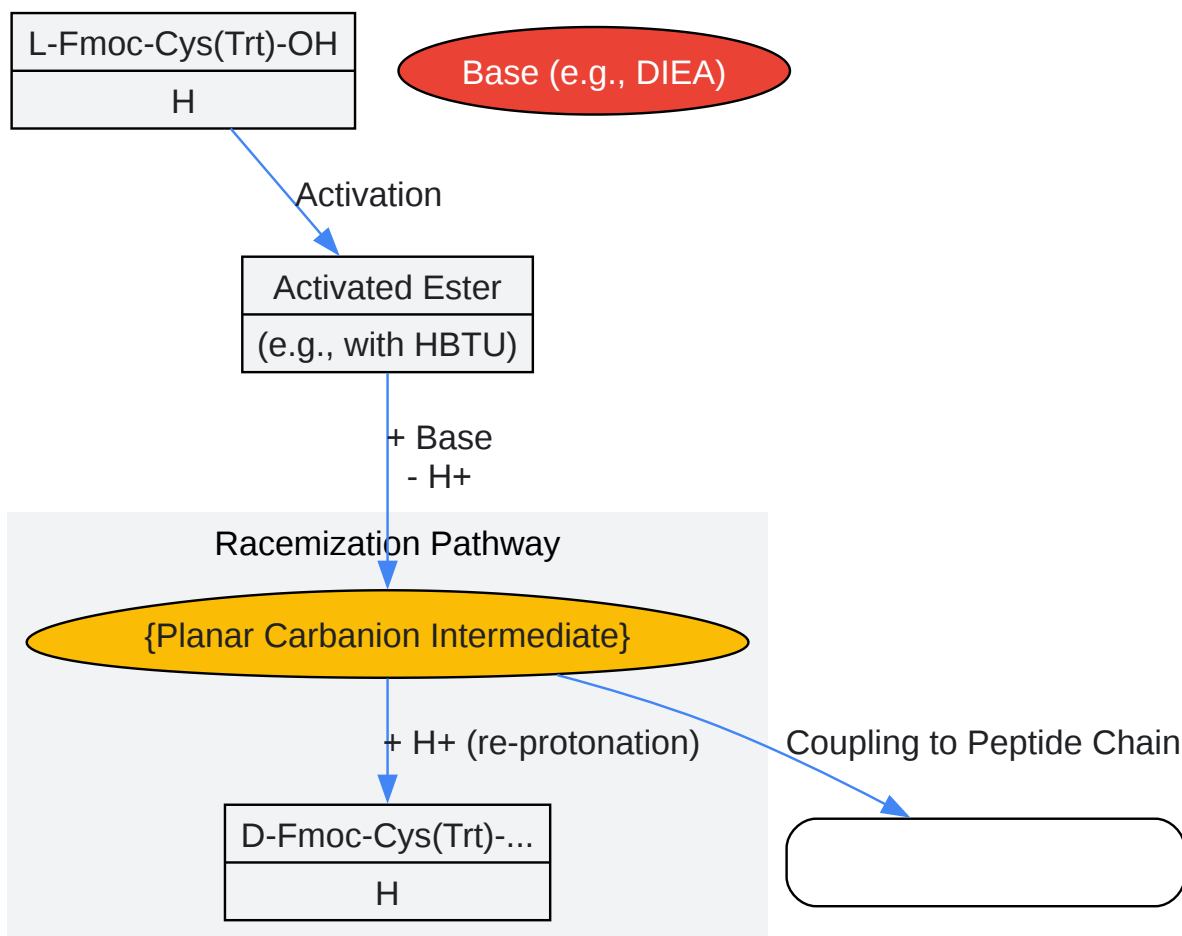 L-Fmoc-Cys(Trt)-OH
H
Base (e.g., DIEA)
Activation
Activated Ester
(e.g., with HBTU)
+ Base
- H+
Racemization Pathway
{Planar Carbanion Intermediate}
+ H+ (re-protonation)
Coupling to Peptide Chain
D-Fmoc-Cys(Trt)-...
H